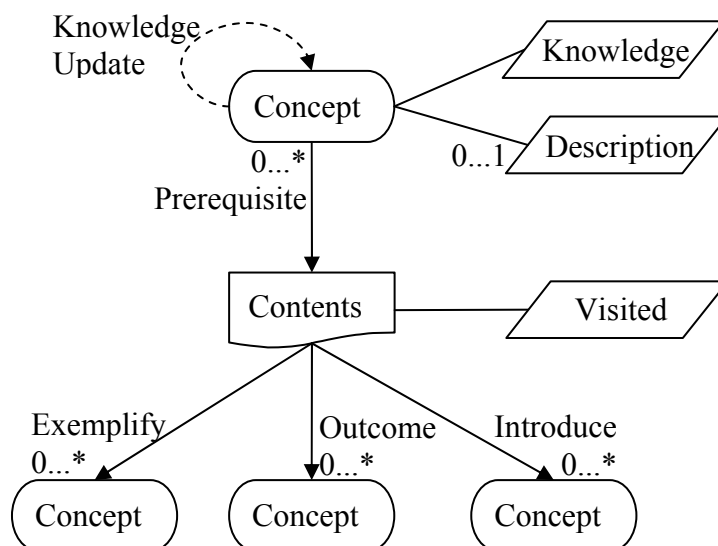 Knowledge
Update
Knowledge
Concept
Description
0...*
0...1
Prerequisite
Contents
Visited
Exemplify
Outcome
Introduce
0...*
0...*
0...*
Concept
Concept
Concept